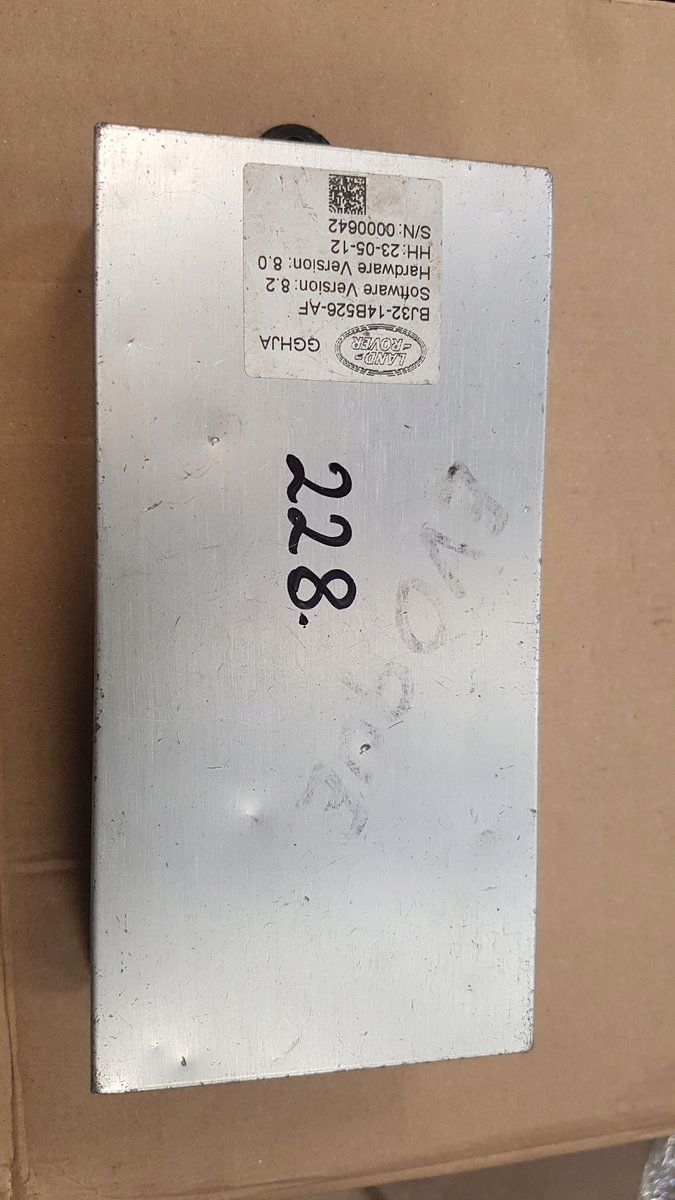 LAND
ROVER
GGHJA
BJ32-14B526-AF
Software Version: 8.2
Hardware Version: 8.0
HH: 23-05-12
S/N: 0000642
228.